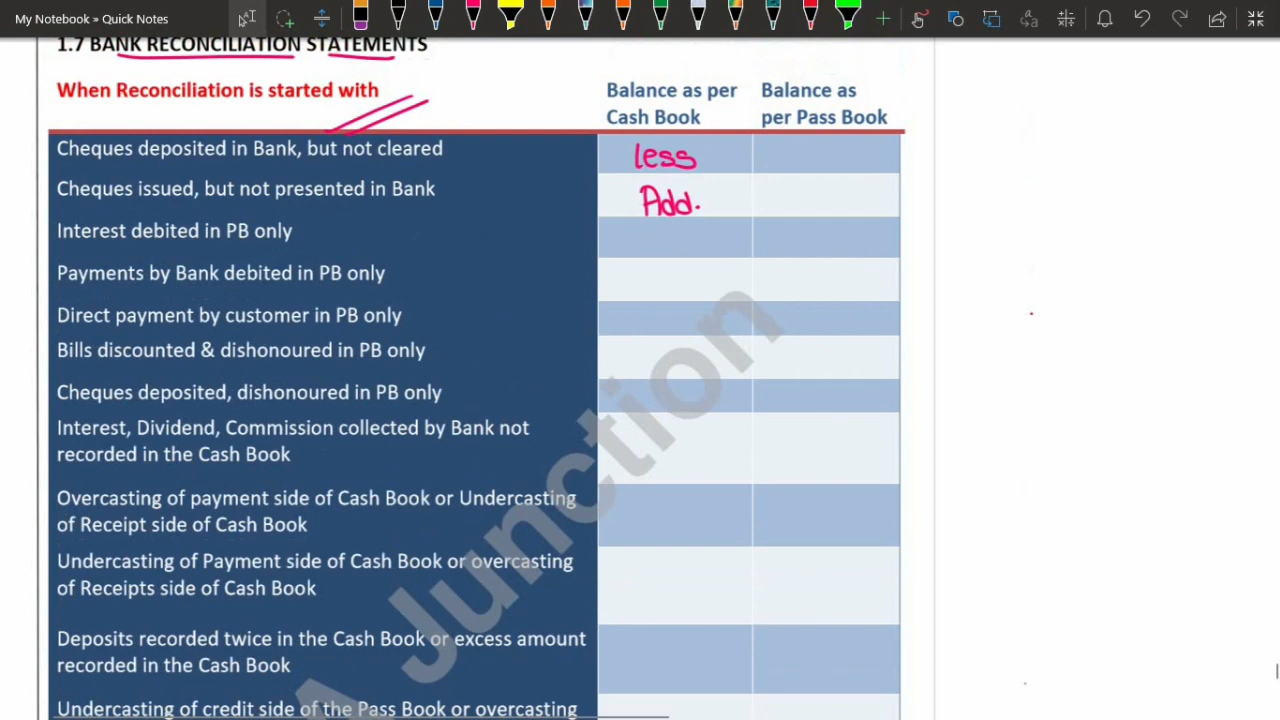 My Notebook » Quick Notes
1.7 BANK RECONCILIATION STATEMENTS
When Reconciliation is started with
Balance as per Cash Book
Balance as per Pass Book
Cheques deposited in Bank, but not cleared
less
Cheques issued, but not presented in Bank
Add.
Interest debited in PB only
Payments by Bank debited in PB only
Direct payment by customer in PB only
Bills discounted & dishonoured in PB only
Cheques deposited, dishonoured in PB only
Interest, Dividend, Commission collected by Bank not
recorded in the Cash Book
Overcasting of payment side of Cash Book or Undercasting
of Receipt side of Cash Book
Undercasting of Payment side of Cash Book or overcasting
of Receipts side of Cash Book
Deposits recorded twice in the Cash Book or excess amount
recorded in the Cash Book
Undercasting of credit side of the Pass Book or overcasting
A Junction